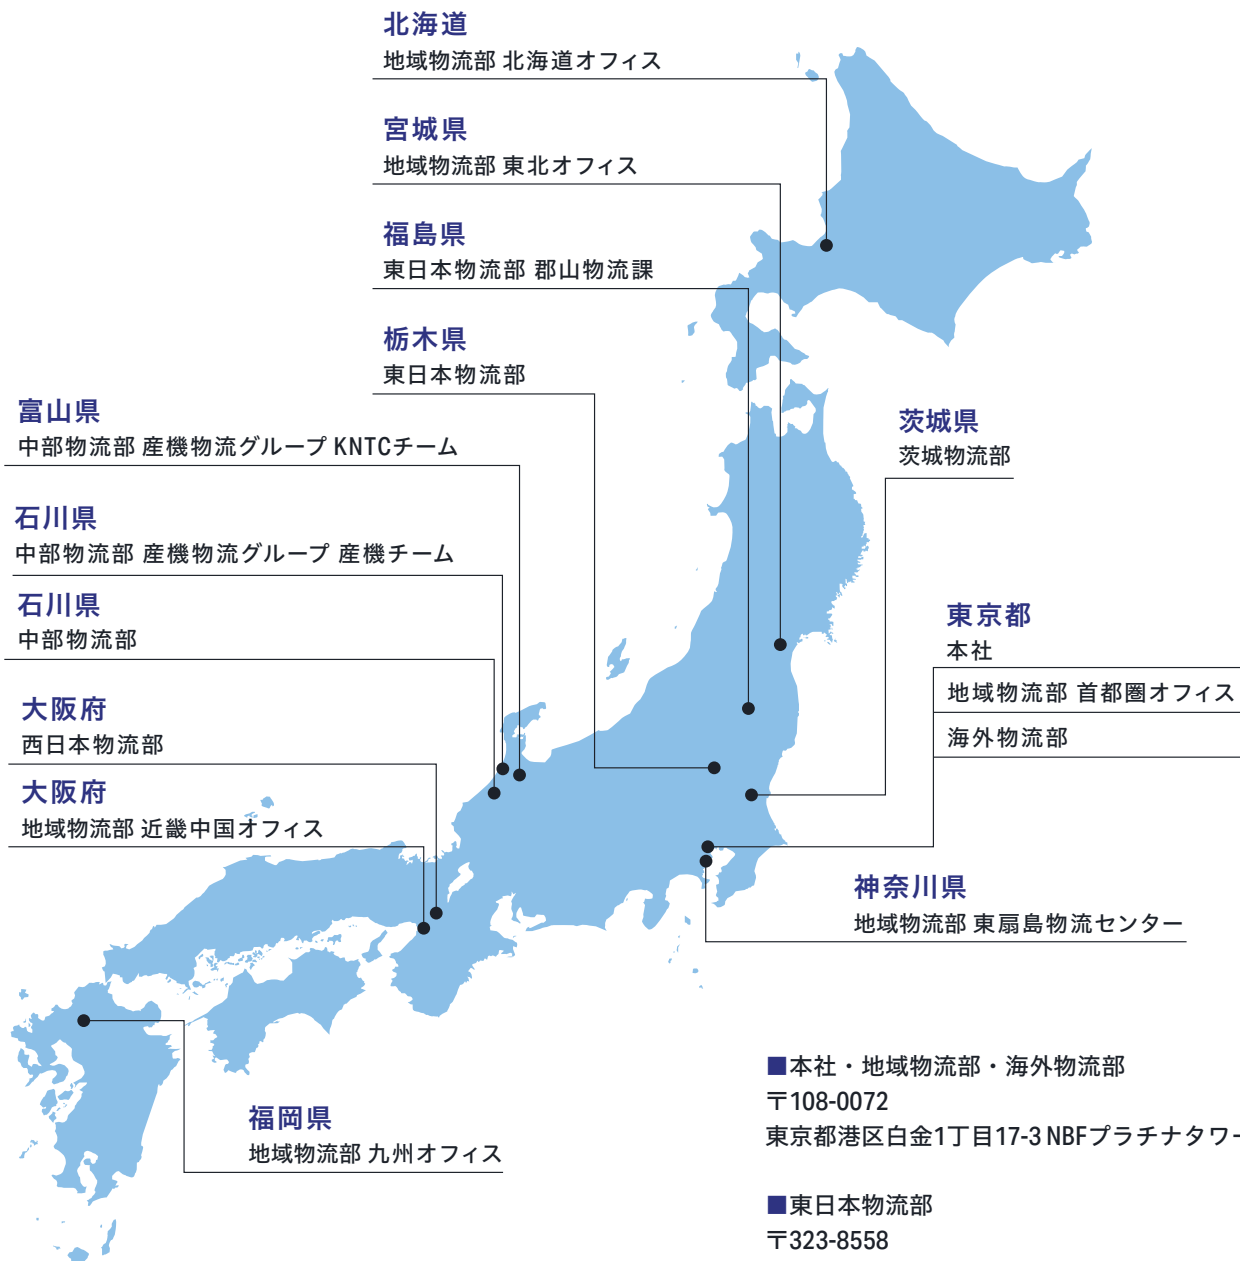 北海道
地域物流部 北海道オフィス
宮城県
地域物流部 東北オフィス
福島県
東日本物流部 郡山物流課
栃木県
東日本物流部
富山県
中部物流部 産機物流グループ KNTCチーム
石川県
中部物流部 産機物流グループ 産機チーム
石川県
中部物流部
大阪府
西日本物流部
大阪府
地域物流部 近畿中国オフィス
茨城県
茨城物流部
東京都
本社
地域物流部 首都圏オフィス
海外物流部
神奈川県
地域物流部 東扇島物流センター
福岡県
地域物流部 九州オフィス
■本社・地域物流部・海外物流部
〒108-0072
東京都港区白金1丁目17-3 NBFプラチナタワー
■東日本物流部
〒323-8558